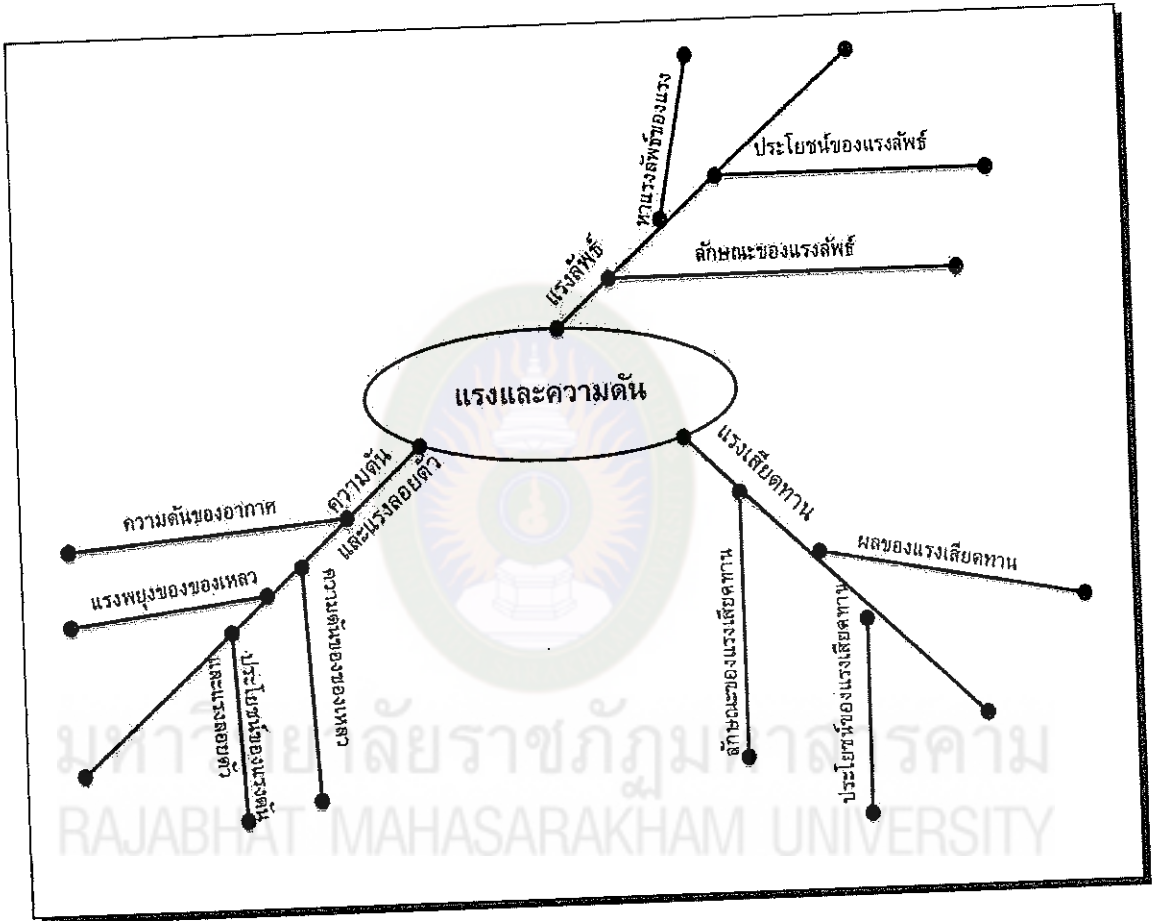 หาแรงลัพธ์ของแรง
ประโยชน์ของแรงลัพธ์
ลักษณะของแรงลัพธ์
แรงลัพธ์
แรงและความดัน
ความดัน
และแรงลอยตัว
ความดันของอากาศ
แรงพยุงของของเหลว
ความดันของของเหลว
ประโยชน์ของแรงดัน
และแรงลอยตัว
แรงเสียดทาน
ลักษณะของแรงเสียดทาน
ผลของแรงเสียดทาน
ประโยชน์ของแรงเสียดทาน
มหาวิทยาลัยราชภัฏมหาสารคาม
RAJABHAT MAHASARAKHAM UNIVERSITY